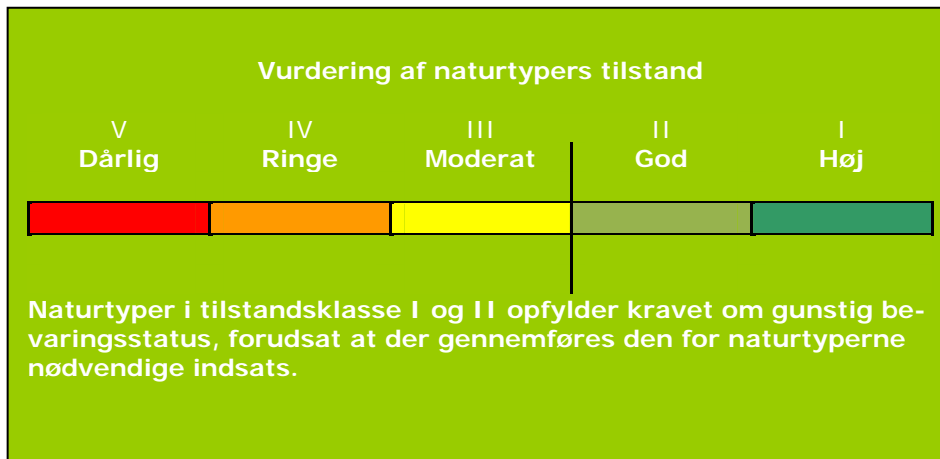 Vurdering af naturtypers tilstand
V IV III II I
Dårlig Ringe Moderat God Høj
Naturtyper i tilstandsklasse I og II opfylder kravet om gunstig be-
varingsstatus, forudsat at der gennemføres den for naturtyperne
nødvendige indsats.